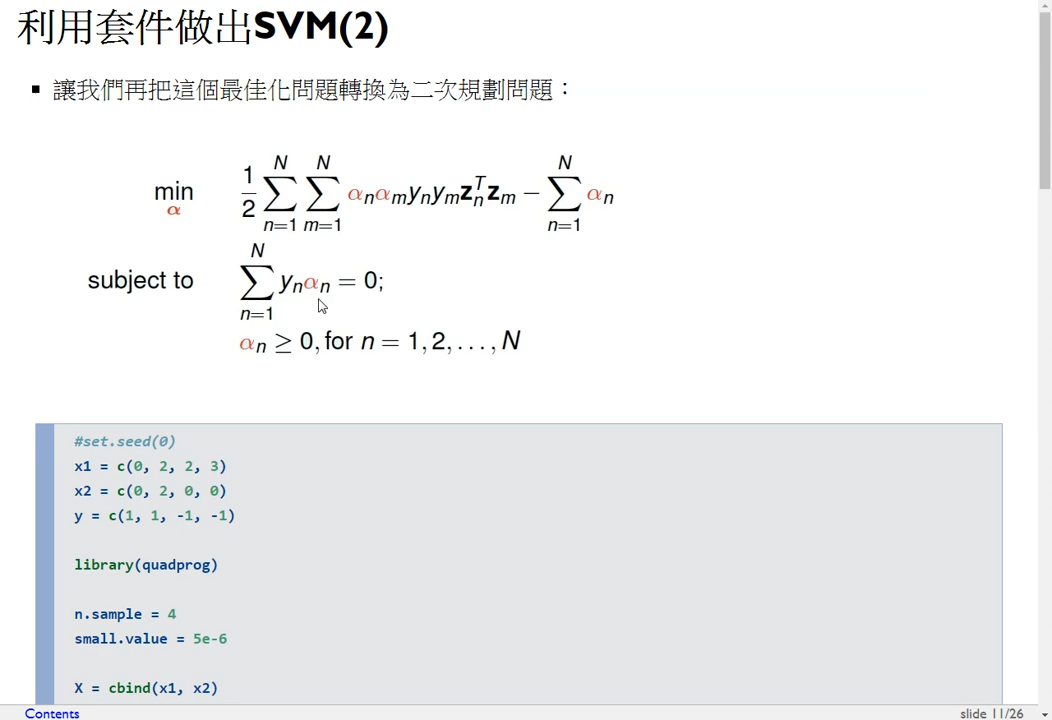 利用套件做出SVM(2)
讓我們再把這個最佳化問題轉換為二次規劃問題：
min_α 1/2 ∑_{n=1}^{N} ∑_{m=1}^{N} α_n α_m y_n y_m z_n^T z_m − ∑_{n=1}^{N} α_n
subject to ∑_{n=1}^{N} y_n α_n = 0;
α_n ≥ 0, for n = 1, 2, . . . , N
#set.seed(0)
x1 = c(0, 2, 2, 3)
x2 = c(0, 2, 0, 0)
y = c(1, 1, -1, -1)
library(quadprog)
n.sample = 4
small.value = 5e-6
X = cbind(x1, x2)
Contents
slide 11/26